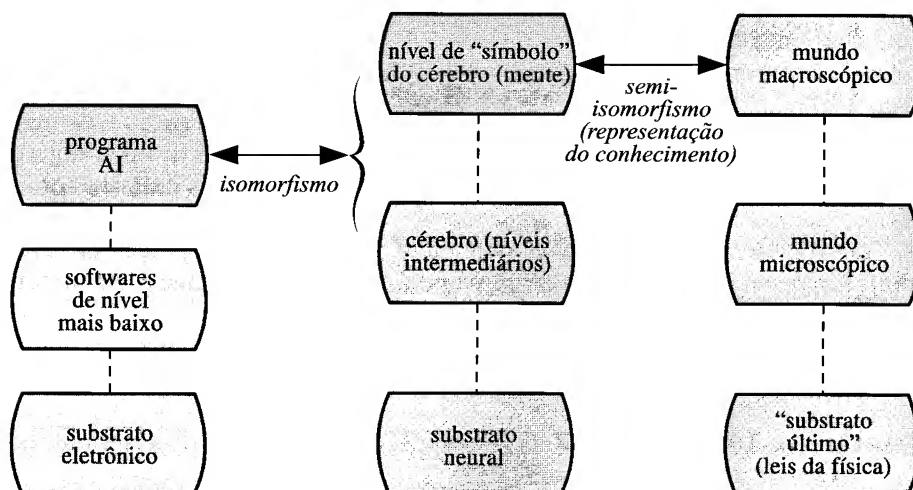 nível de “símbolo”
do cérebro (mente)
mundo
macroscópico
semi-
isomorfismo
(representação
do conhecimento)
programa
AI
isomorfismo
cérebro (níveis
intermediários)
mundo
microscópico
softwares
de nível
mais baixo
substrato
eletrônico
substrato
neural
“substrato
último”
(leis da física)